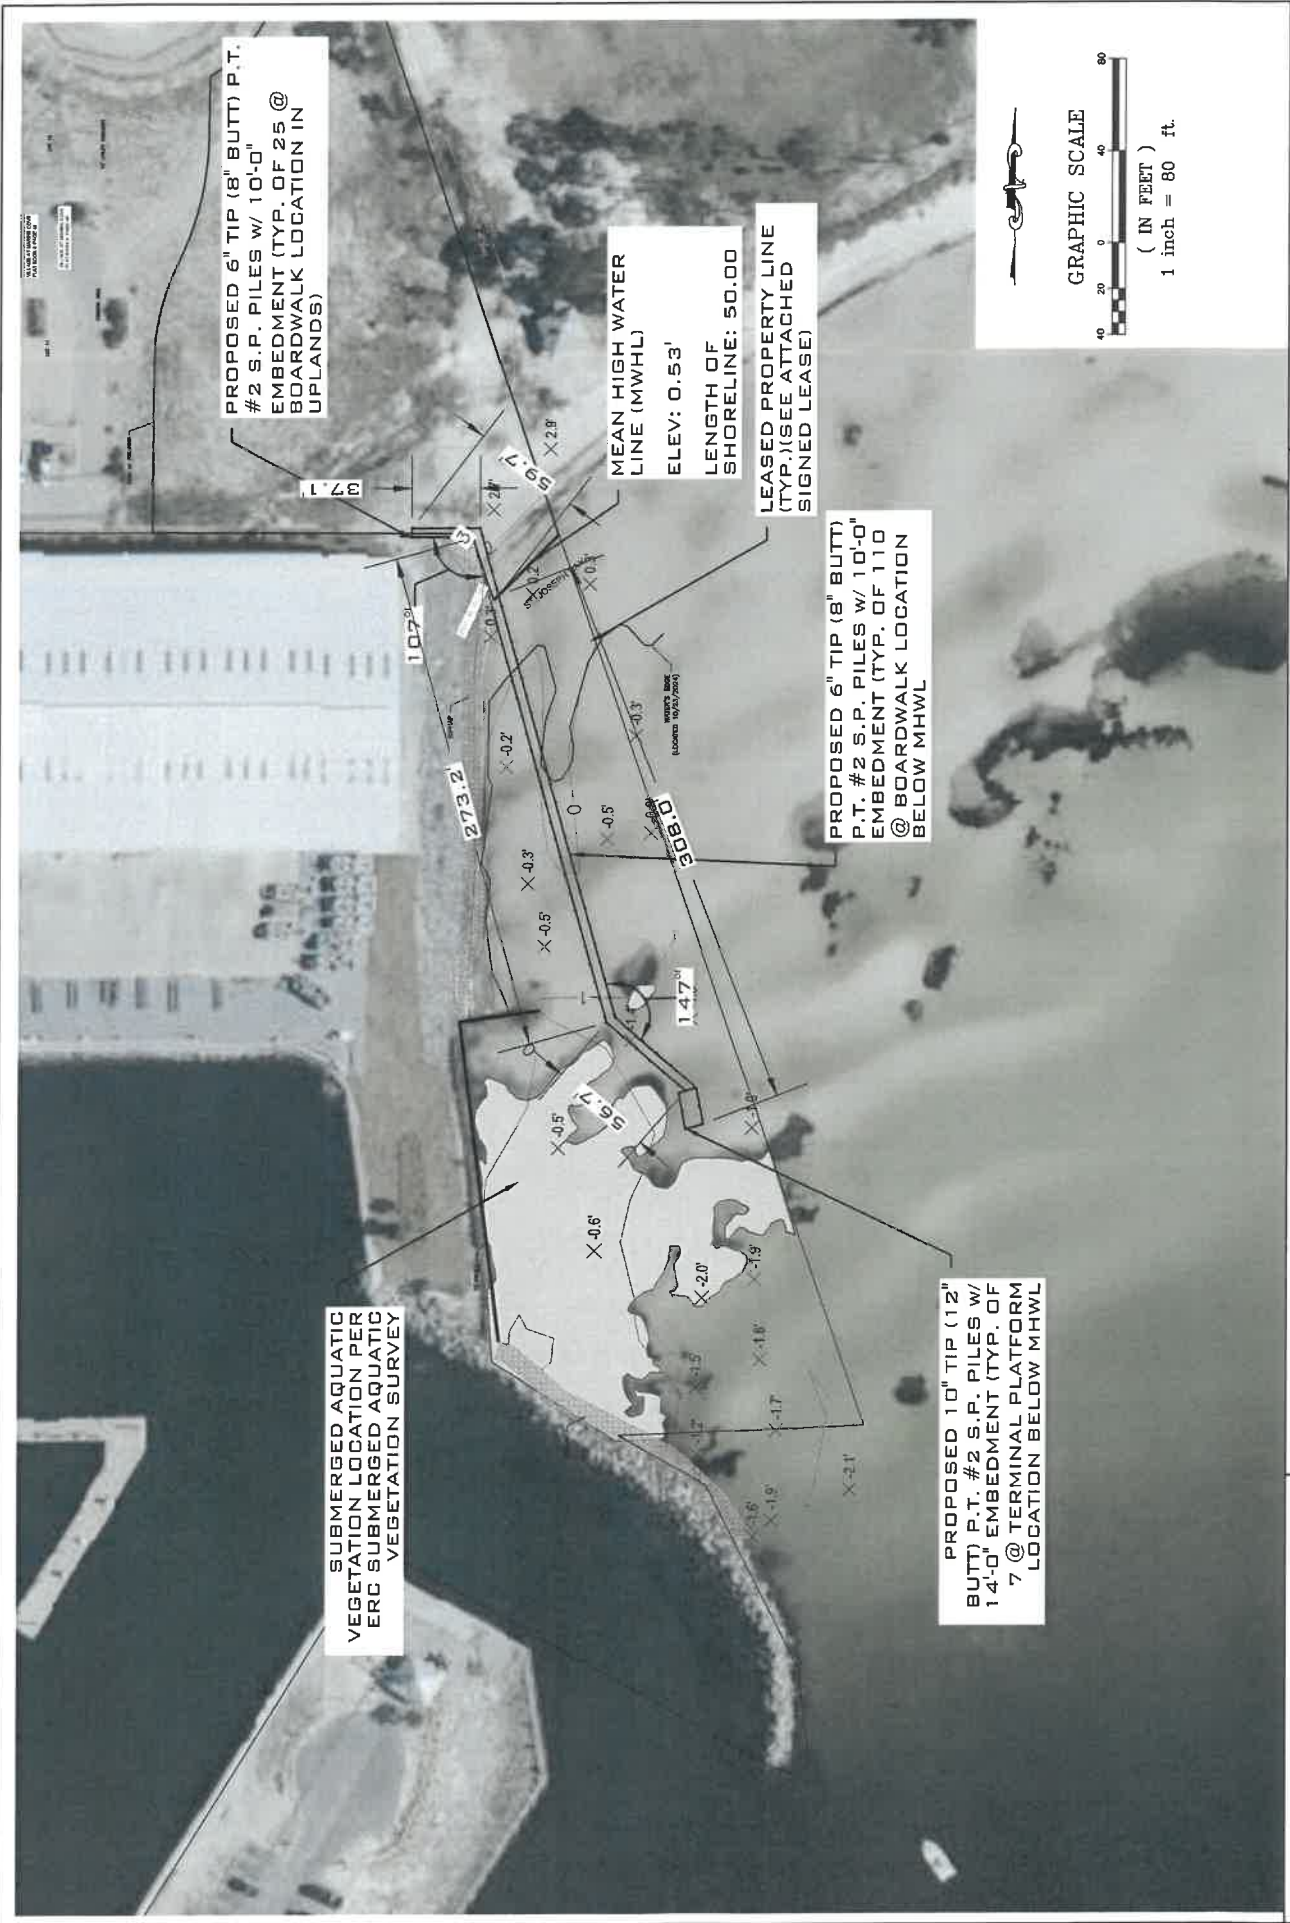 PROPOSED 6" TIP (8" BUTT) P.T.
#2 S.P. PILES W/ 10'-0"
EMBEDMENT (TYP. OF 25 @
BOARDWALK LOCATION IN
UPLANDS)
37.1'
3
107°
59.7'
2.9'
MEAN HIGH WATER
LINE (MWHL)
ELEV: 0.53'
LENGTH OF
SHORELINE: 50.00
LEASED PROPERTY LINE
(TYP.)(SEE ATTACHED
SIGNED LEASE)
273.2'
-0.2'
-0.3'
-0.3'
-0.5'
-0.5'
0
308.0'
WATER'S EDGE
(LOCATED 10/23/2024)
PROPOSED 6" TIP (8" BUTT)
P.T. #2 S.P. PILES W/ 10'-0"
EMBEDMENT (TYP. OF 110
@ BOARDWALK LOCATION
BELOW MHWL
147°
56.7'
-0.5'
-0.6'
-2.0'
-1.9'
-1.6'
-1.5'
-1.7'
-2.1'
-1.9'
-1.6'
SUBMERGED AQUATIC
VEGETATION LOCATION PER
ERC SUBMERGED AQUATIC
VEGETATION SURVEY
PROPOSED 10" TIP (12"
BUTT) P.T. #2 S.P. PILES W/
14'-0" EMBEDMENT (TYP. OF
7 @ TERMINAL PLATFORM
LOCATION BELOW MHWL
GRAPHIC SCALE
40 20 0 40 80
( IN FEET )
1 inch = 80 ft.